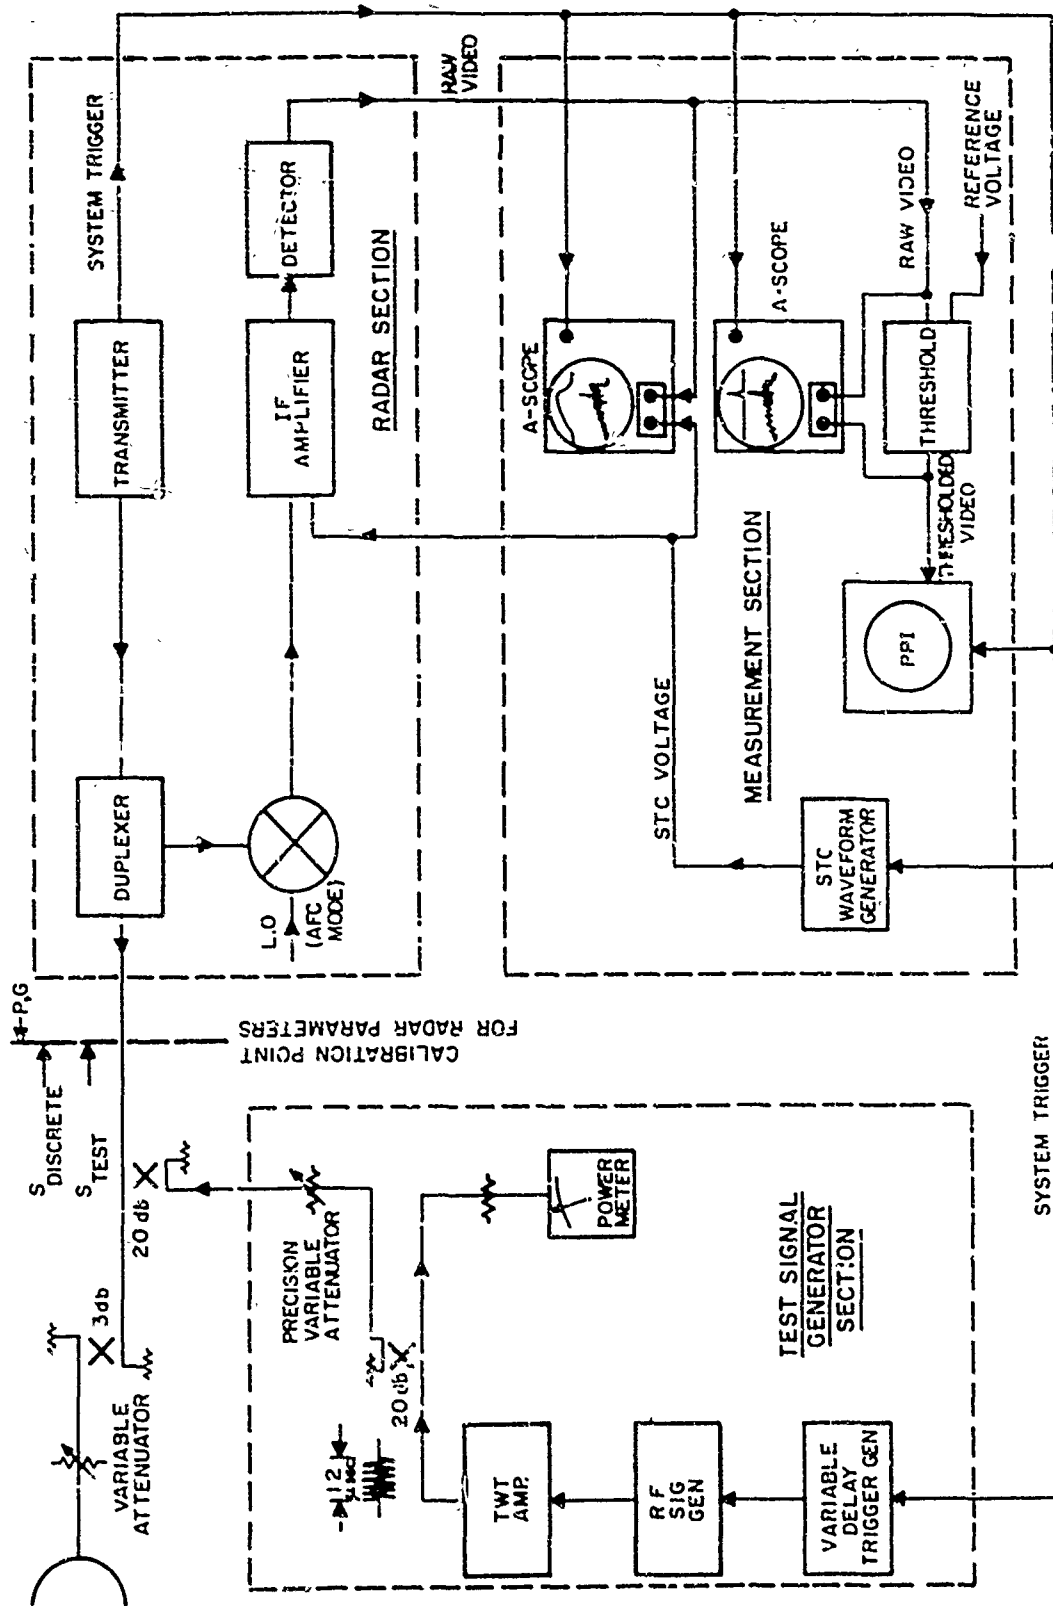 VARIABLE
ATTENUATOR
3db
20 db
S
DISCRETE
S
TEST
P,G
CALIBRATION POINT
FOR RADAR PARAMETERS
DUPLEXER
TRANSMITTER
SYSTEM TRIGGER
L.O
(AFC
MODE)
IF
AMPLIFIER
DETECTOR
RADAR SECTION
RAW
VIDEO
PRECISION
VARIABLE
ATTENUATOR
12
20 db
POWER
METER
TWT
AMP.
RF
SIG
GEN
VARIABLE
DELAY
TRIGGER GEN
TEST SIGNAL
GENERATOR
SECTION
STC VOLTAGE
STC
WAVEFORM
GENERATOR
MEASUREMENT SECTION
A-SCOPE
A-SCOPE
PPI
THRESHOLDED
VIDEO
THRESHOLD
RAW VIDEO
REFERENCE
VOLTAGE
SYSTEM TRIGGER